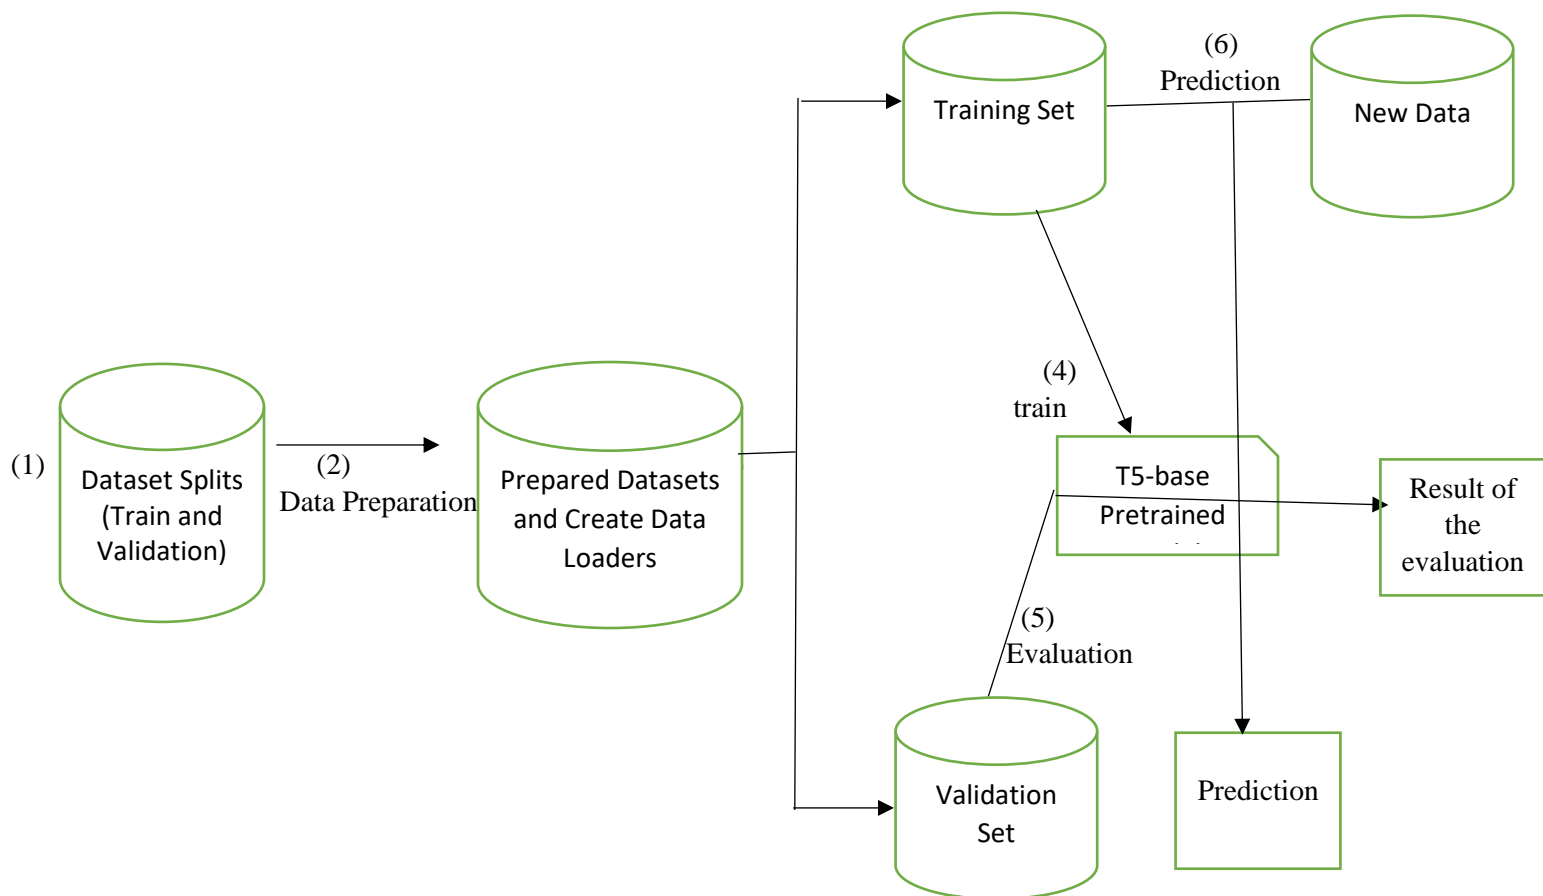 (1)
Dataset Splits
(Train and
Validation)
(2)
Data Preparation
Prepared Datasets
and Create Data
Loaders
Training Set
(6)
Prediction
New Data
(4)
train
T5-base
Pretrained
Result of
the
evaluation
(5)
Evaluation
Validation
Set
Prediction